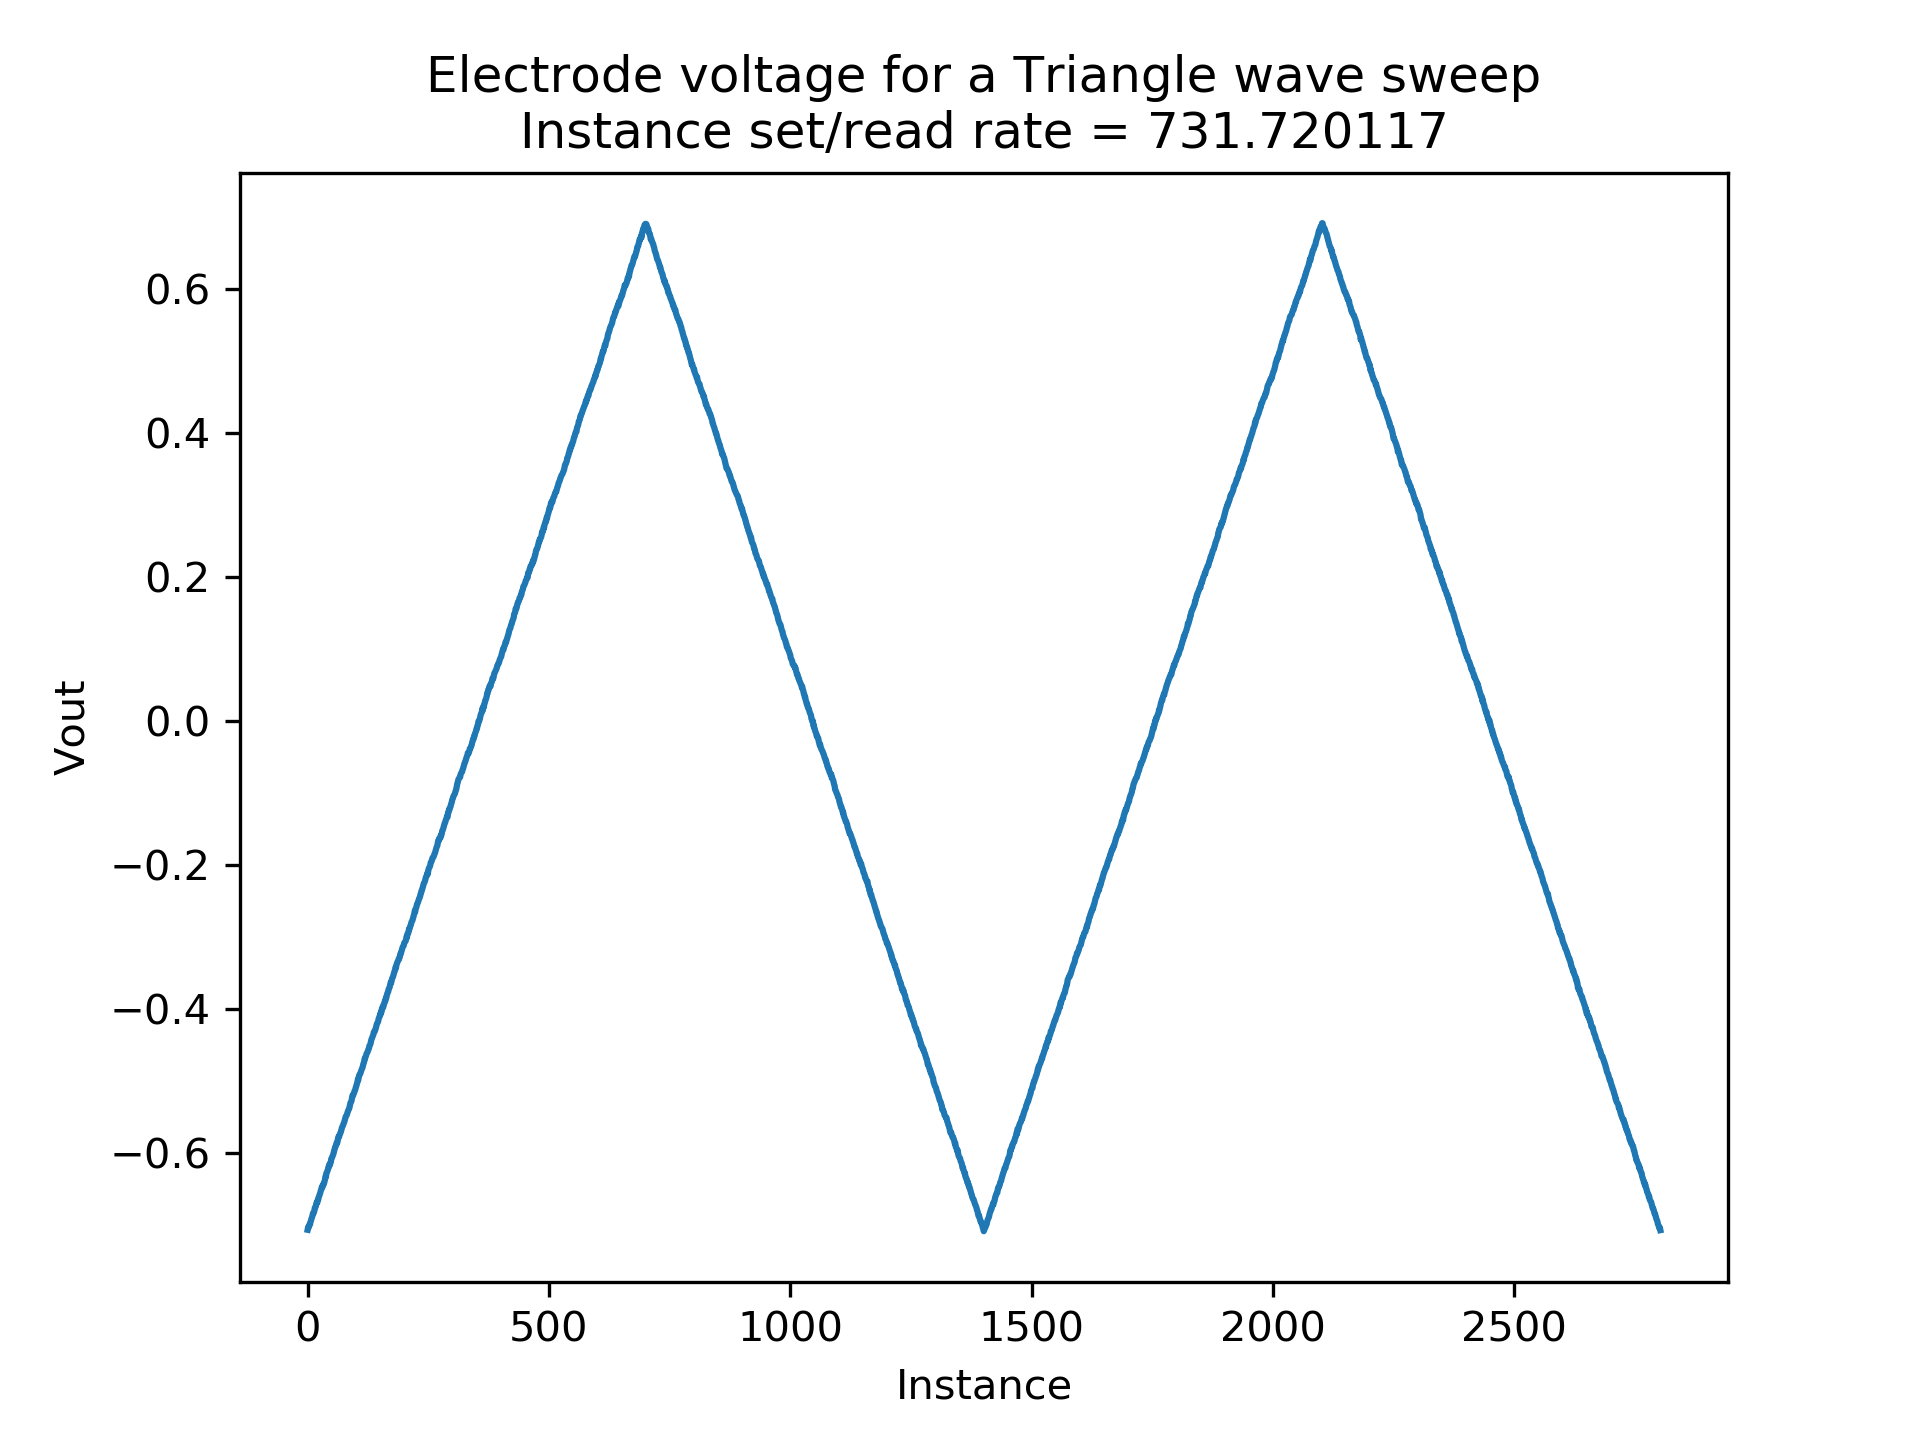 Electrode voltage for a Triangle wave sweep
Instance set/read rate = 731.720117
Vout
0.6
0.4
0.2
0.0
−0.2
−0.4
−0.6
0 500 1000 1500 2000 2500
Instance